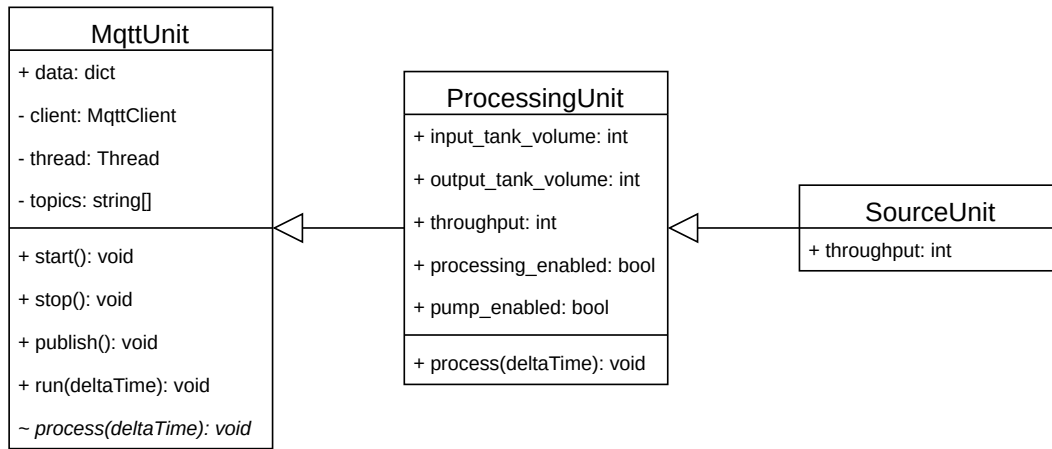 MqttUnit
+ data: dict
- client: MqttClient
- thread: Thread
- topics: string[]
+ start(): void
+ stop(): void
+ publish(): void
+ run(deltaTime): void
~ process(deltaTime): void
ProcessingUnit
+ input_tank_volume: int
+ output_tank_volume: int
+ throughput: int
+ processing_enabled: bool
+ pump_enabled: bool
+ process(deltaTime): void
SourceUnit
+ throughput: int